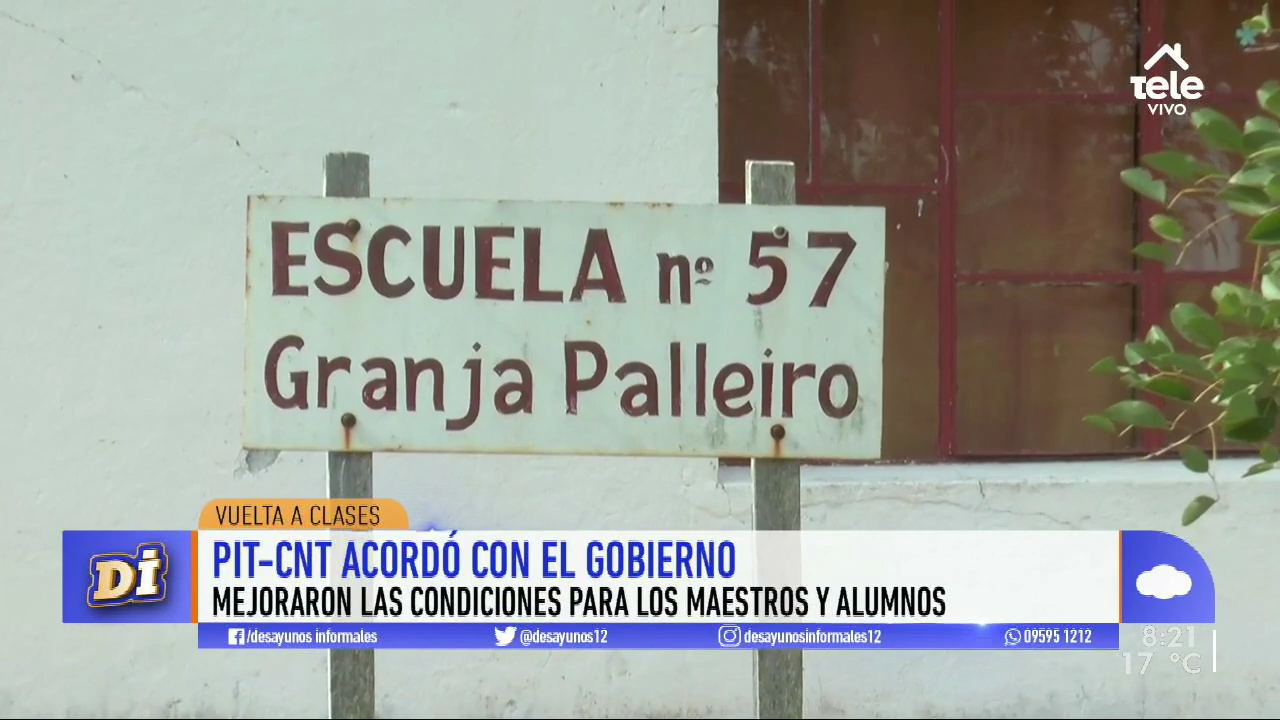 tele
VIVO
ESCUELA nº 57
Granja Palleiro
VUELTA A CLASES
PIT-CNT ACORDÓ CON EL GOBIERNO
MEJORARON LAS CONDICIONES PARA LOS MAESTROS Y ALUMNOS
Di
/desayunos informales @desayunos12 desayunosinformales12 09595 1212
8:21
17 °C